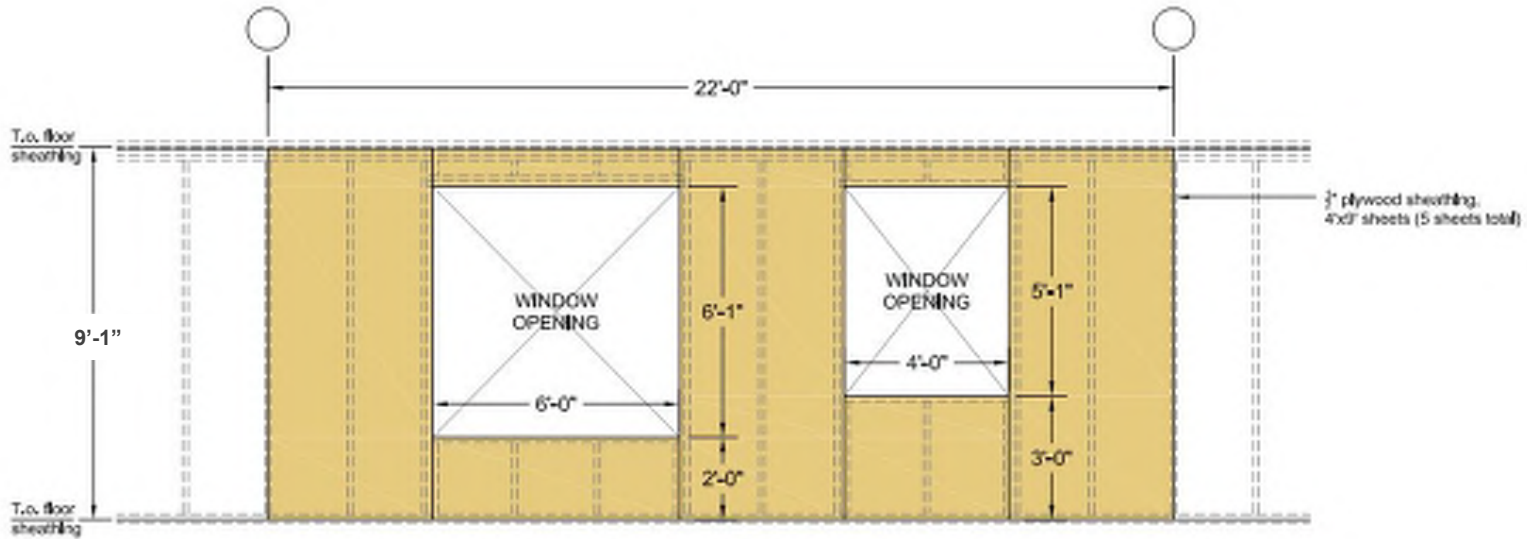 22'-0"
T.o. floor
sheathing
plywood sheathing,
4'x9' sheets (5 sheets total)
WINDOW
OPENING
WINDOW
OPENING
6'-1"
5'-1"
9’-1”
4'-0"
6'-0"
2'-0"
3'-0"
T.o. floor
sheathing